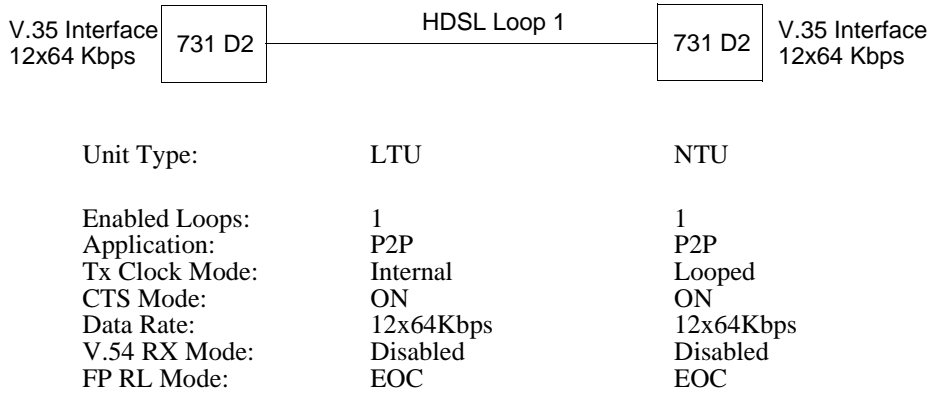 V.35 Interface
12x64 Kbps
731 D2
HDSL Loop 1
731 D2
V.35 Interface
12x64 Kbps
Unit Type: LTU NTU
Enabled Loops: 1 1
Application: P2P P2P
Tx Clock Mode: Internal Looped
CTS Mode: ON ON
Data Rate: 12x64Kbps 12x64Kbps
V.54 RX Mode: Disabled Disabled
FP RL Mode: EOC EOC